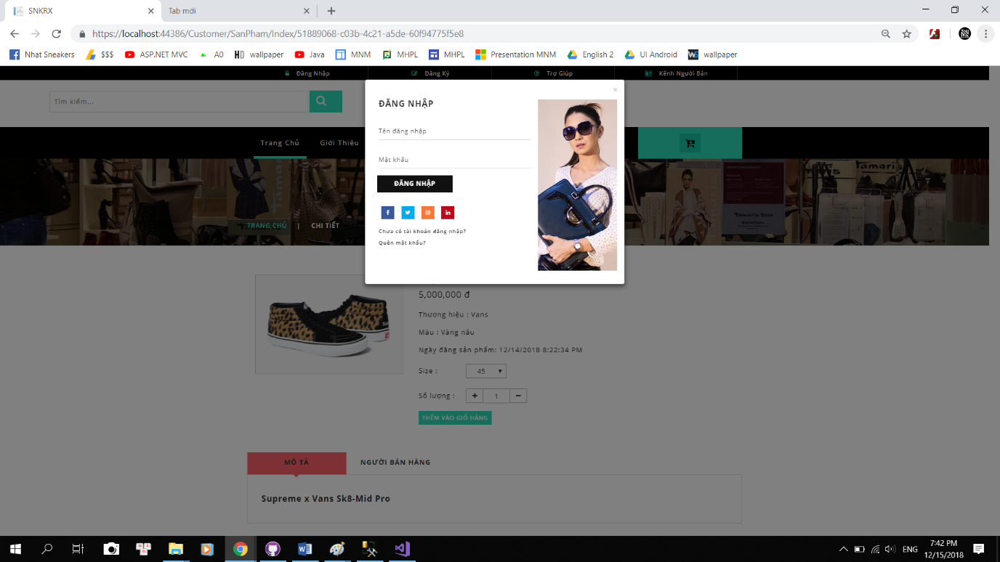 SNKRX
Tab mới
https://localhost:44386/Customer/SanPham/Index/51889068-c03b-4c21-a5de-60f94775f5e8
Nhat Sneakers
$$$
ASP.NET MVC
A0
wallpaper
Java
MNM
MHPL
MHPL
Presentation MNM
English 2
UI Android
wallpaper
Đăng Nhập
Đăng Ký
Trợ Giúp
Kênh Người Bán
Tìm kiếm...
Trang Chủ
Giới Thiệu
TRANG CHỦ | CHI TIẾT
×
ĐĂNG NHẬP
Tên đăng nhập
Mật khẩu
ĐĂNG NHẬP
Chưa có tài khoản đăng nhập?
Quên mật khẩu?
5,000,000 đ
Thương hiệu : Vans
Màu : Vàng nâu
Ngày đăng sản phẩm: 12/14/2018 8:22:34 PM
Size : 45
Số lượng : + 1 −
THÊM VÀO GIỎ HÀNG
MÔ TẢ
NGƯỜI BÁN HÀNG
Supreme x Vans Sk8-Mid Pro
ENG
7:42 PM
12/15/2018